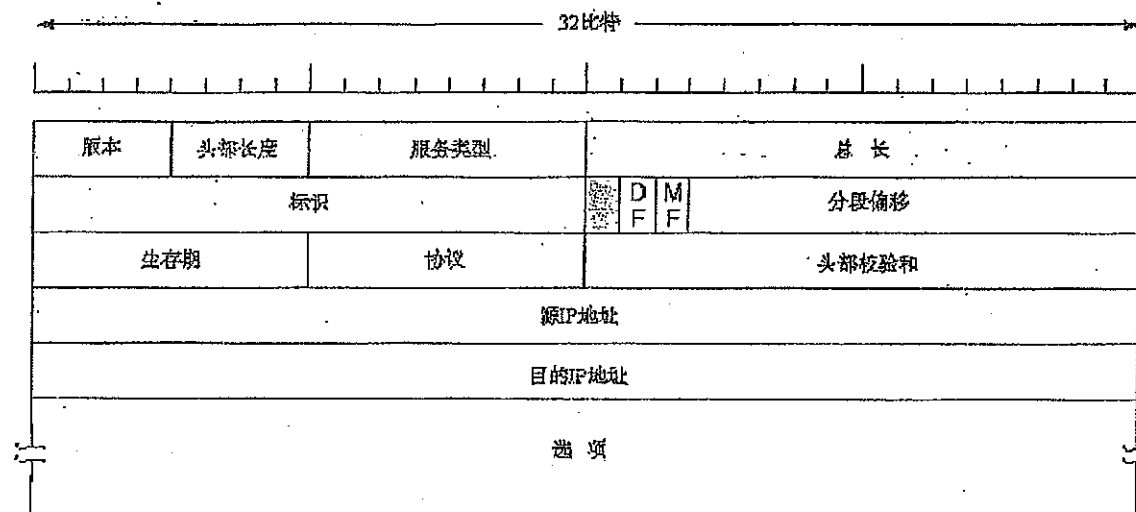 32比特
版本 头部长度 服务类型 总 长
标识 DF MF 分段偏移
生存期 协议 头部校验和
源IP地址
目的IP地址
选 项